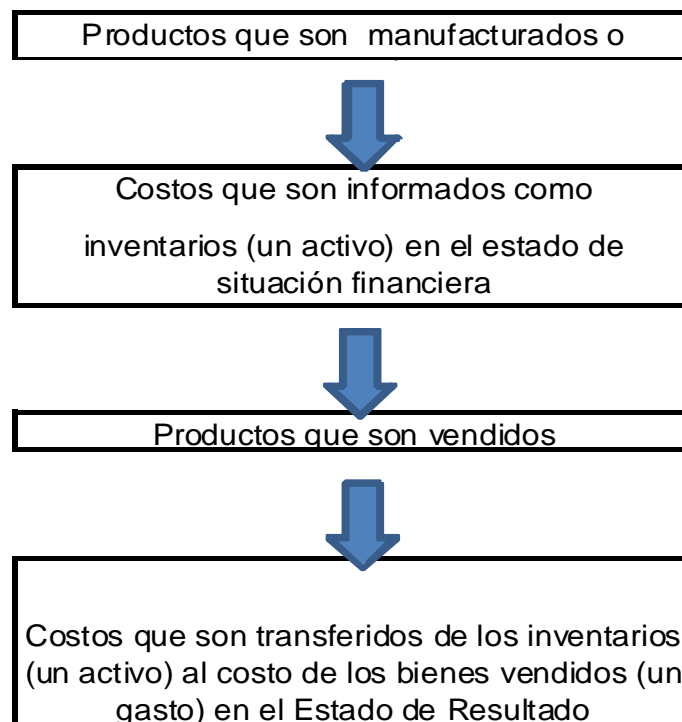 Productos que son manufacturados o
Costos que son informados como
inventarios (un activo) en el estado de
situación financiera
Productos que son vendidos
Costos que son transferidos de los inventarios
(un activo) al costo de los bienes vendidos (un
gasto) en el Estado de Resultado